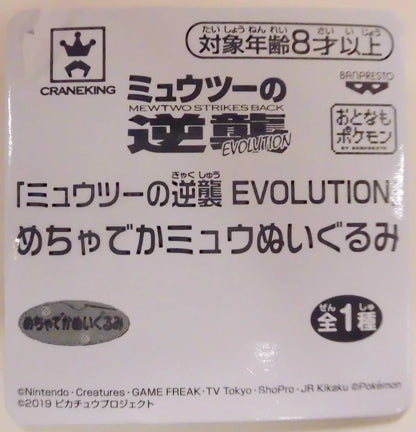 たいしょうねんれい さいいじょう
対象年齢8才以上
CRANEKING
BANPRESTO
ミュウツーの
MEWTWO STRIKES BACK
逆襲
EVOLUTION
おとなも
ポケモン
BY BANPRESTO
ぎゃくしゅう
「ミュウツーの逆襲 EVOLUTION
めちゃでかミュウぬいぐるみ
めちゃでかぬいぐるみ
ぜん しゅ
全1種
©Nintendo・Creatures・GAME FREAK・TV Tokyo・ShoPro・JR Kikaku ©Pokémon
©2019 ピカチュウプロジェクト